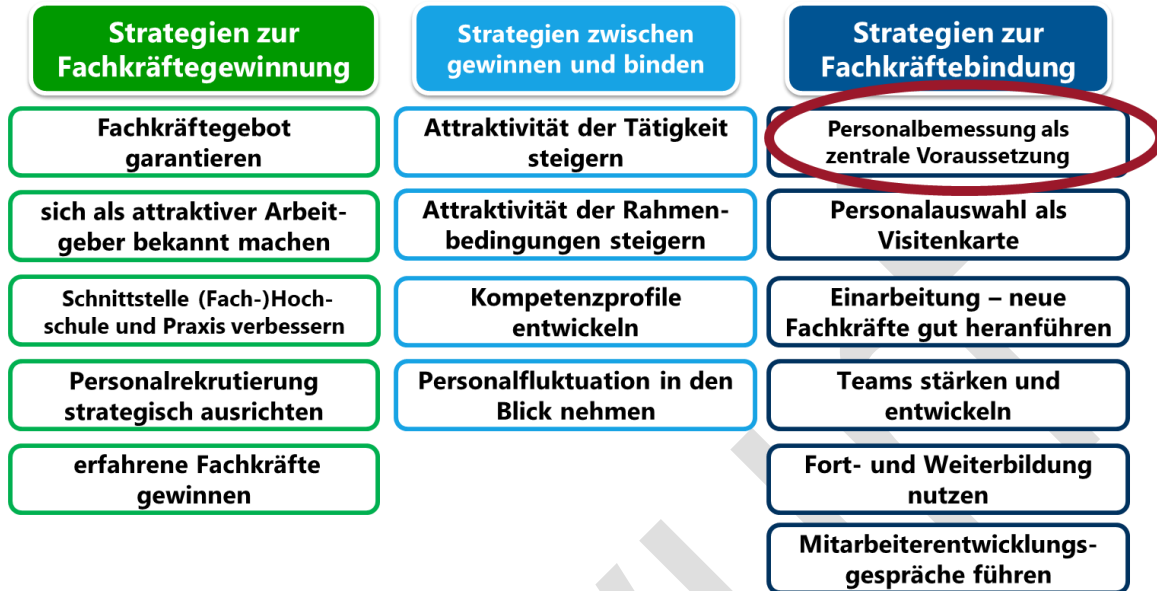 Strategien zur
Fachkräftegewinnung
Fachkräftegebot
garantieren
sich als attraktiver Arbeit-
geber bekannt machen
Schnittstelle (Fach-)Hoch-
schule und Praxis verbessern
Personalrekrutierung
strategisch ausrichten
erfahrene Fachkräfte
gewinnen
Strategien zwischen
gewinnen und binden
Attraktivität der Tätigkeit
steigern
Attraktivität der Rahmen-
bedingungen steigern
Kompetenzprofile
entwickeln
Personalfluktuation in den
Blick nehmen
Strategien zur
Fachkräftebindung
Personalbemessung als
zentrale Voraussetzung
Personalauswahl als
Visitenkarte
Einarbeitung – neue
Fachkräfte gut heranführen
Teams stärken und
entwickeln
Fort- und Weiterbildung
nutzen
Mitarbeiterentwicklungs-
gespräche führen